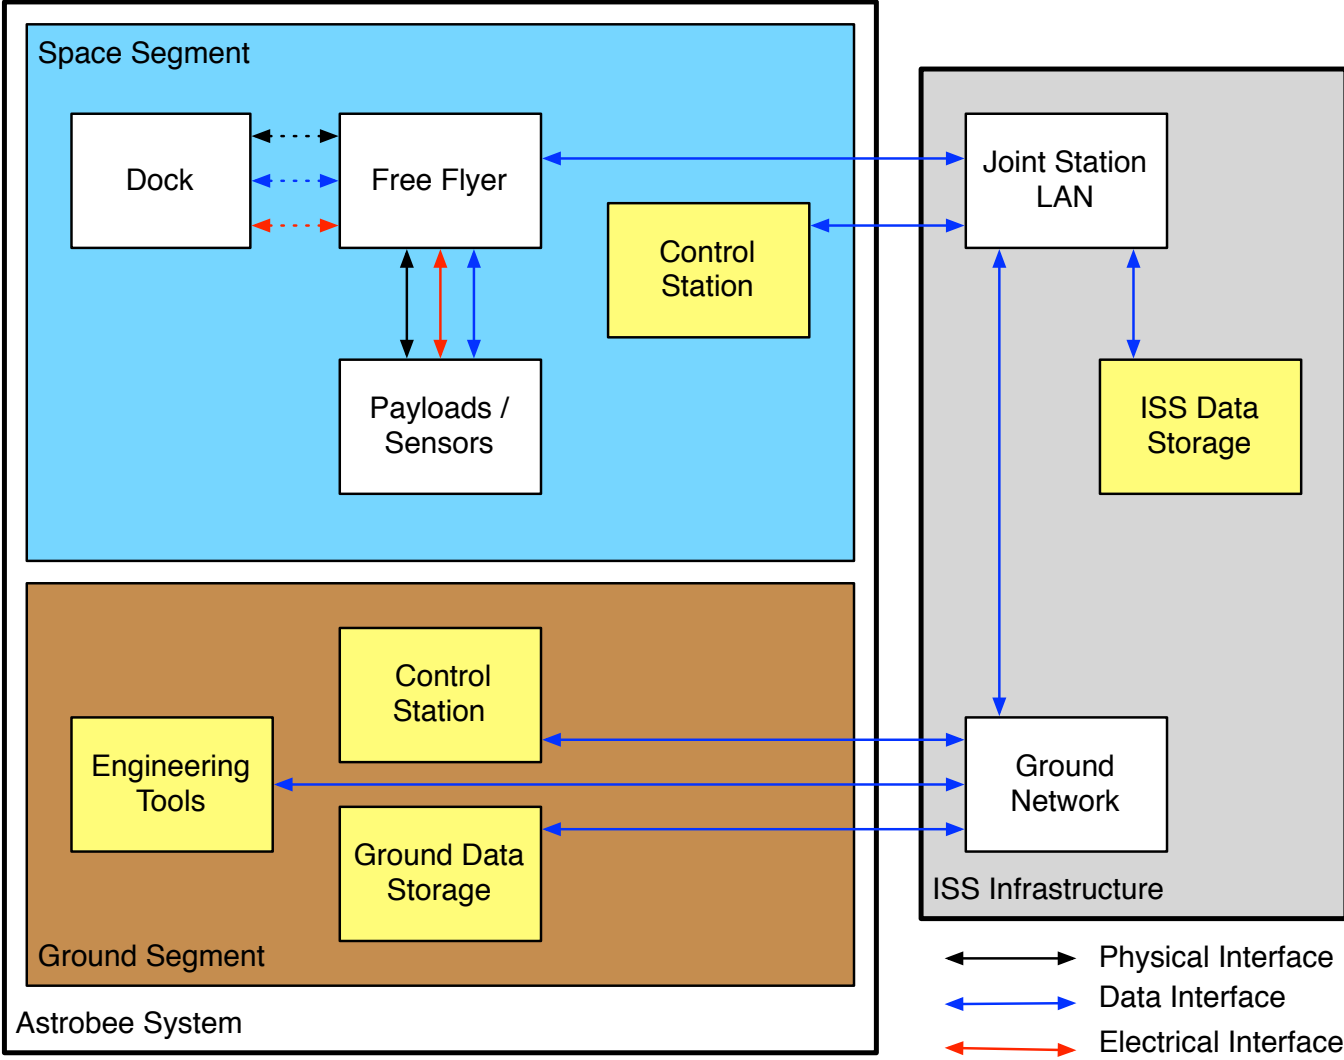 Space Segment
Dock
Free Flyer
Joint Station
LAN
Control
Station
Payloads /
Sensors
ISS Data
Storage
Control
Station
Engineering
Tools
Ground
Network
Ground Data
Storage
ISS Infrastructure
Ground Segment
Physical Interface
Data Interface
Astrobee System
Electrical Interface